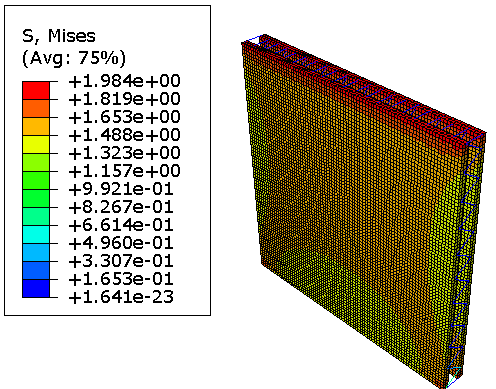 S, Mises
(Avg: 75%)
+1.984e+00
+1.819e+00
+1.653e+00
+1.488e+00
+1.323e+00
+1.157e+00
+9.921e-01
+8.267e-01
+6.614e-01
+4.960e-01
+3.307e-01
+1.653e-01
+1.641e-23